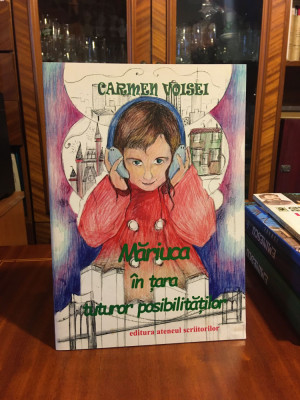 CARMEN VOISEI
Măriuca
în țara
tuturor posibilităților
editura ateneul scriitorilor